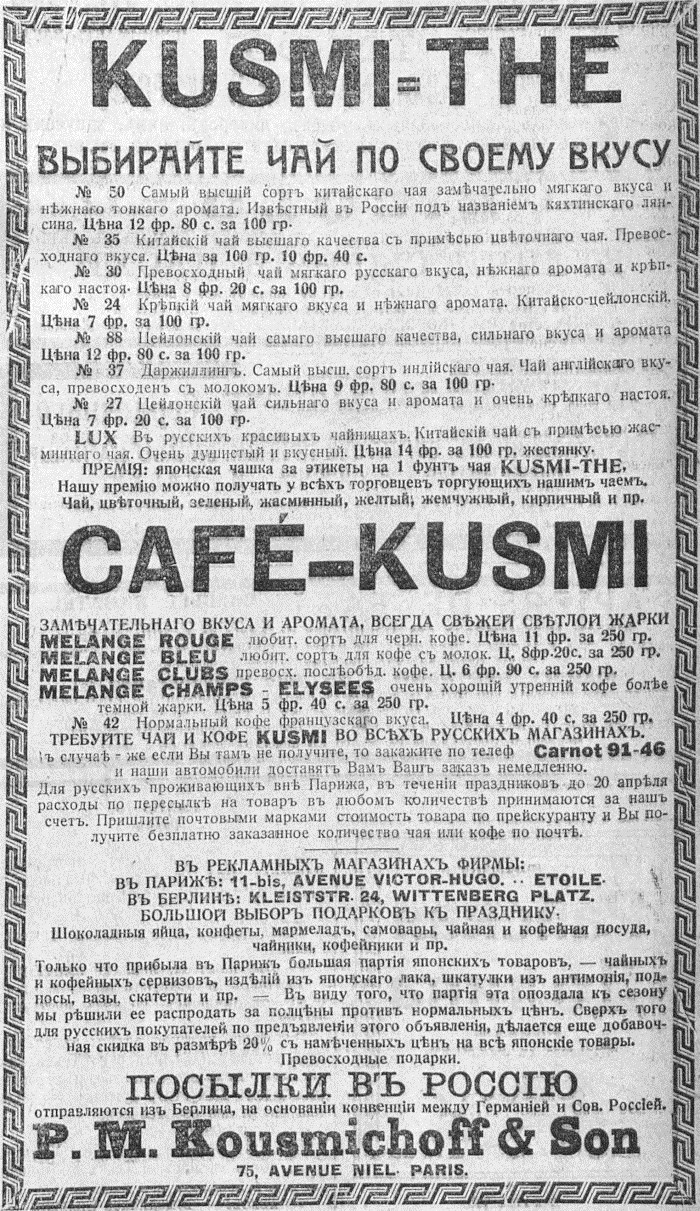 KUSMI=THE
ВЫБИРАЙТЕ ЧАЙ ПО СВОЕМУ ВКУСУ
№ 50 Самый высшій сортъ китайскаго чая замѣчательно мягкаго вкуса и
нѣжнаго тонкаго аромата. Извѣстный въ Россіи подъ названіемъ кяхтинскаго лян-
сина. Цѣна 12 фр. 80 с. за 100 гр.
№ 35 Китайскій чай высшаго качества съ примѣсью цвѣточнаго чая. Превос-
ходнаго вкуса. Цѣна за 100 гр. 10 фр. 40 с.
№ 30 Превосходный чай мягкаго русскаго вкуса, нѣжнаго аромата и крѣп-
каго настоя. Цѣна 8 фр. 20 с. за 100 гр.
№ 24 Крѣпкій чай мягкаго вкуса и нѣжнаго аромата. Китайско-цейлонскій.
Цѣна 7 фр. за 100 гр.
№ 88 Цейлонскій чай самаго высшаго качества, сильнаго вкуса и аромата
Цѣна 12 фр. 80 с. за 100 гр.
№ 37 Даржиллингъ. Самый высш. сортъ индійскаго чая. Чай англійскаго вку-
са, превосходенъ съ молокомъ. Цѣна 9 фр. 80 с. за 100 гр.
№ 27 Цейлонскій чай сильнаго вкуса и аромата и очень крѣпкаго настоя.
Цѣна 7 фр. 20 с. за 100 гр.
LUX Въ русскихъ красивыхъ чайницахъ. Китайскій чай съ примѣсью жас-
миннаго чая. Очень душистый и вкусный. Цѣна 14 фр. за 100 гр. жестянку.
ПРЕМІЯ: японская чашка за этикеты на 1 фунтъ чая KUSMI-THE.
Нашу премію можно получать у всѣхъ торговцевъ торгующихъ нашимъ чаемъ.
Чай, цвѣточный, зеленый, жасминный, желтый, жемчужный, кирпичный и пр.
CAFÉ-KUSMI
ЗАМѢЧАТЕЛЬНАГО ВКУСА И АРОМАТА, ВСЕГДА СВѢЖЕЙ СВѢТЛОЙ ЖАРКИ
MELANGE ROUGE любит. сортъ для черн. кофе. Цѣна 11 фр. за 250 гр.
MELANGE BLEU любит. сортъ для кофе съ молок. Ц. 8фр.20с. за 250 гр.
MELANGE CLUBS превосх. послѣобѣд. кофе. Ц. 6 фр. 90 с. за 250 гр.
MELANGE CHAMPS - ELYSEES очень хорошій утренній кофе болѣе
темной жарки. Цѣна 5 фр. 40 с. за 250 гр.
№ 42 Нормальный кофе французскаго вкуса. Цѣна 4 фр. 40 с. за 250 гр.
ТРЕБУЙТЕ ЧАЙ И КОФЕ KUSMI ВО ВСѢХЪ РУССКИХЪ МАГАЗИНАХЪ.
въ случаѣ - же если Вы тамъ не получите, то закажите по телеф Carnot 91-46
и наши автомобили доставятъ Вамъ Вашъ заказъ немедленно.
Для русскихъ проживающихъ внѣ Парижа, въ теченіи праздниковъ до 20 апрѣля
расходы по пересылкѣ на товаръ въ любомъ количествѣ принимаются за нашъ
счетъ. Пришлите почтовыми марками стоимость товара по прейскуранту и Вы по-
лучите безплатно заказанное количество чая или кофе по почтѣ.
ВЪ РЕКЛАМНЫХЪ МАГАЗИНАХЪ ФИРМЫ:
ВЪ ПАРИЖѢ: 11-bis, AVENUE VICTOR-HUGO. .. ETOILE.
ВЪ БЕРЛИНѢ: KLEISTSTR. 24, WITTENBERG PLATZ.
БОЛЬШОЙ ВЫБОРЪ ПОДАРКОВЪ КЪ ПРАЗДНИКУ:
Шоколадныя яйца, конфеты, мармеладъ, самовары, чайная и кофейная посуда,
чайники, кофейники и пр.
Только что прибыла въ Парижъ большая партія японскихъ товаровъ, — чайныхъ
и кофейныхъ сервизовъ, издѣлій изъ японскаго лака, шкатулки изъ антимонія, под-
носы, вазы, скатерти и пр. — Въ виду того, что партія эта опоздала къ сезону
мы рѣшили ее распродать за полцѣны противъ нормальныхъ цѣнъ. Сверхъ того
для русскихъ покупателей по предъявленіи этого объявленія, дѣлается еще добавоч-
ная скидка въ размѣрѣ 20% съ намѣченныхъ цѣнъ на всѣ японскіе товары.
Превосходные подарки.
ПОСЫЛКИ ВЪ РОССІЮ
отправляются изъ Берлина, на основаніи конвенціи между Германіей и Сов. Россіей.
P. M. Kousmichoff & Son
75, AVENUE NIEL. PARIS.